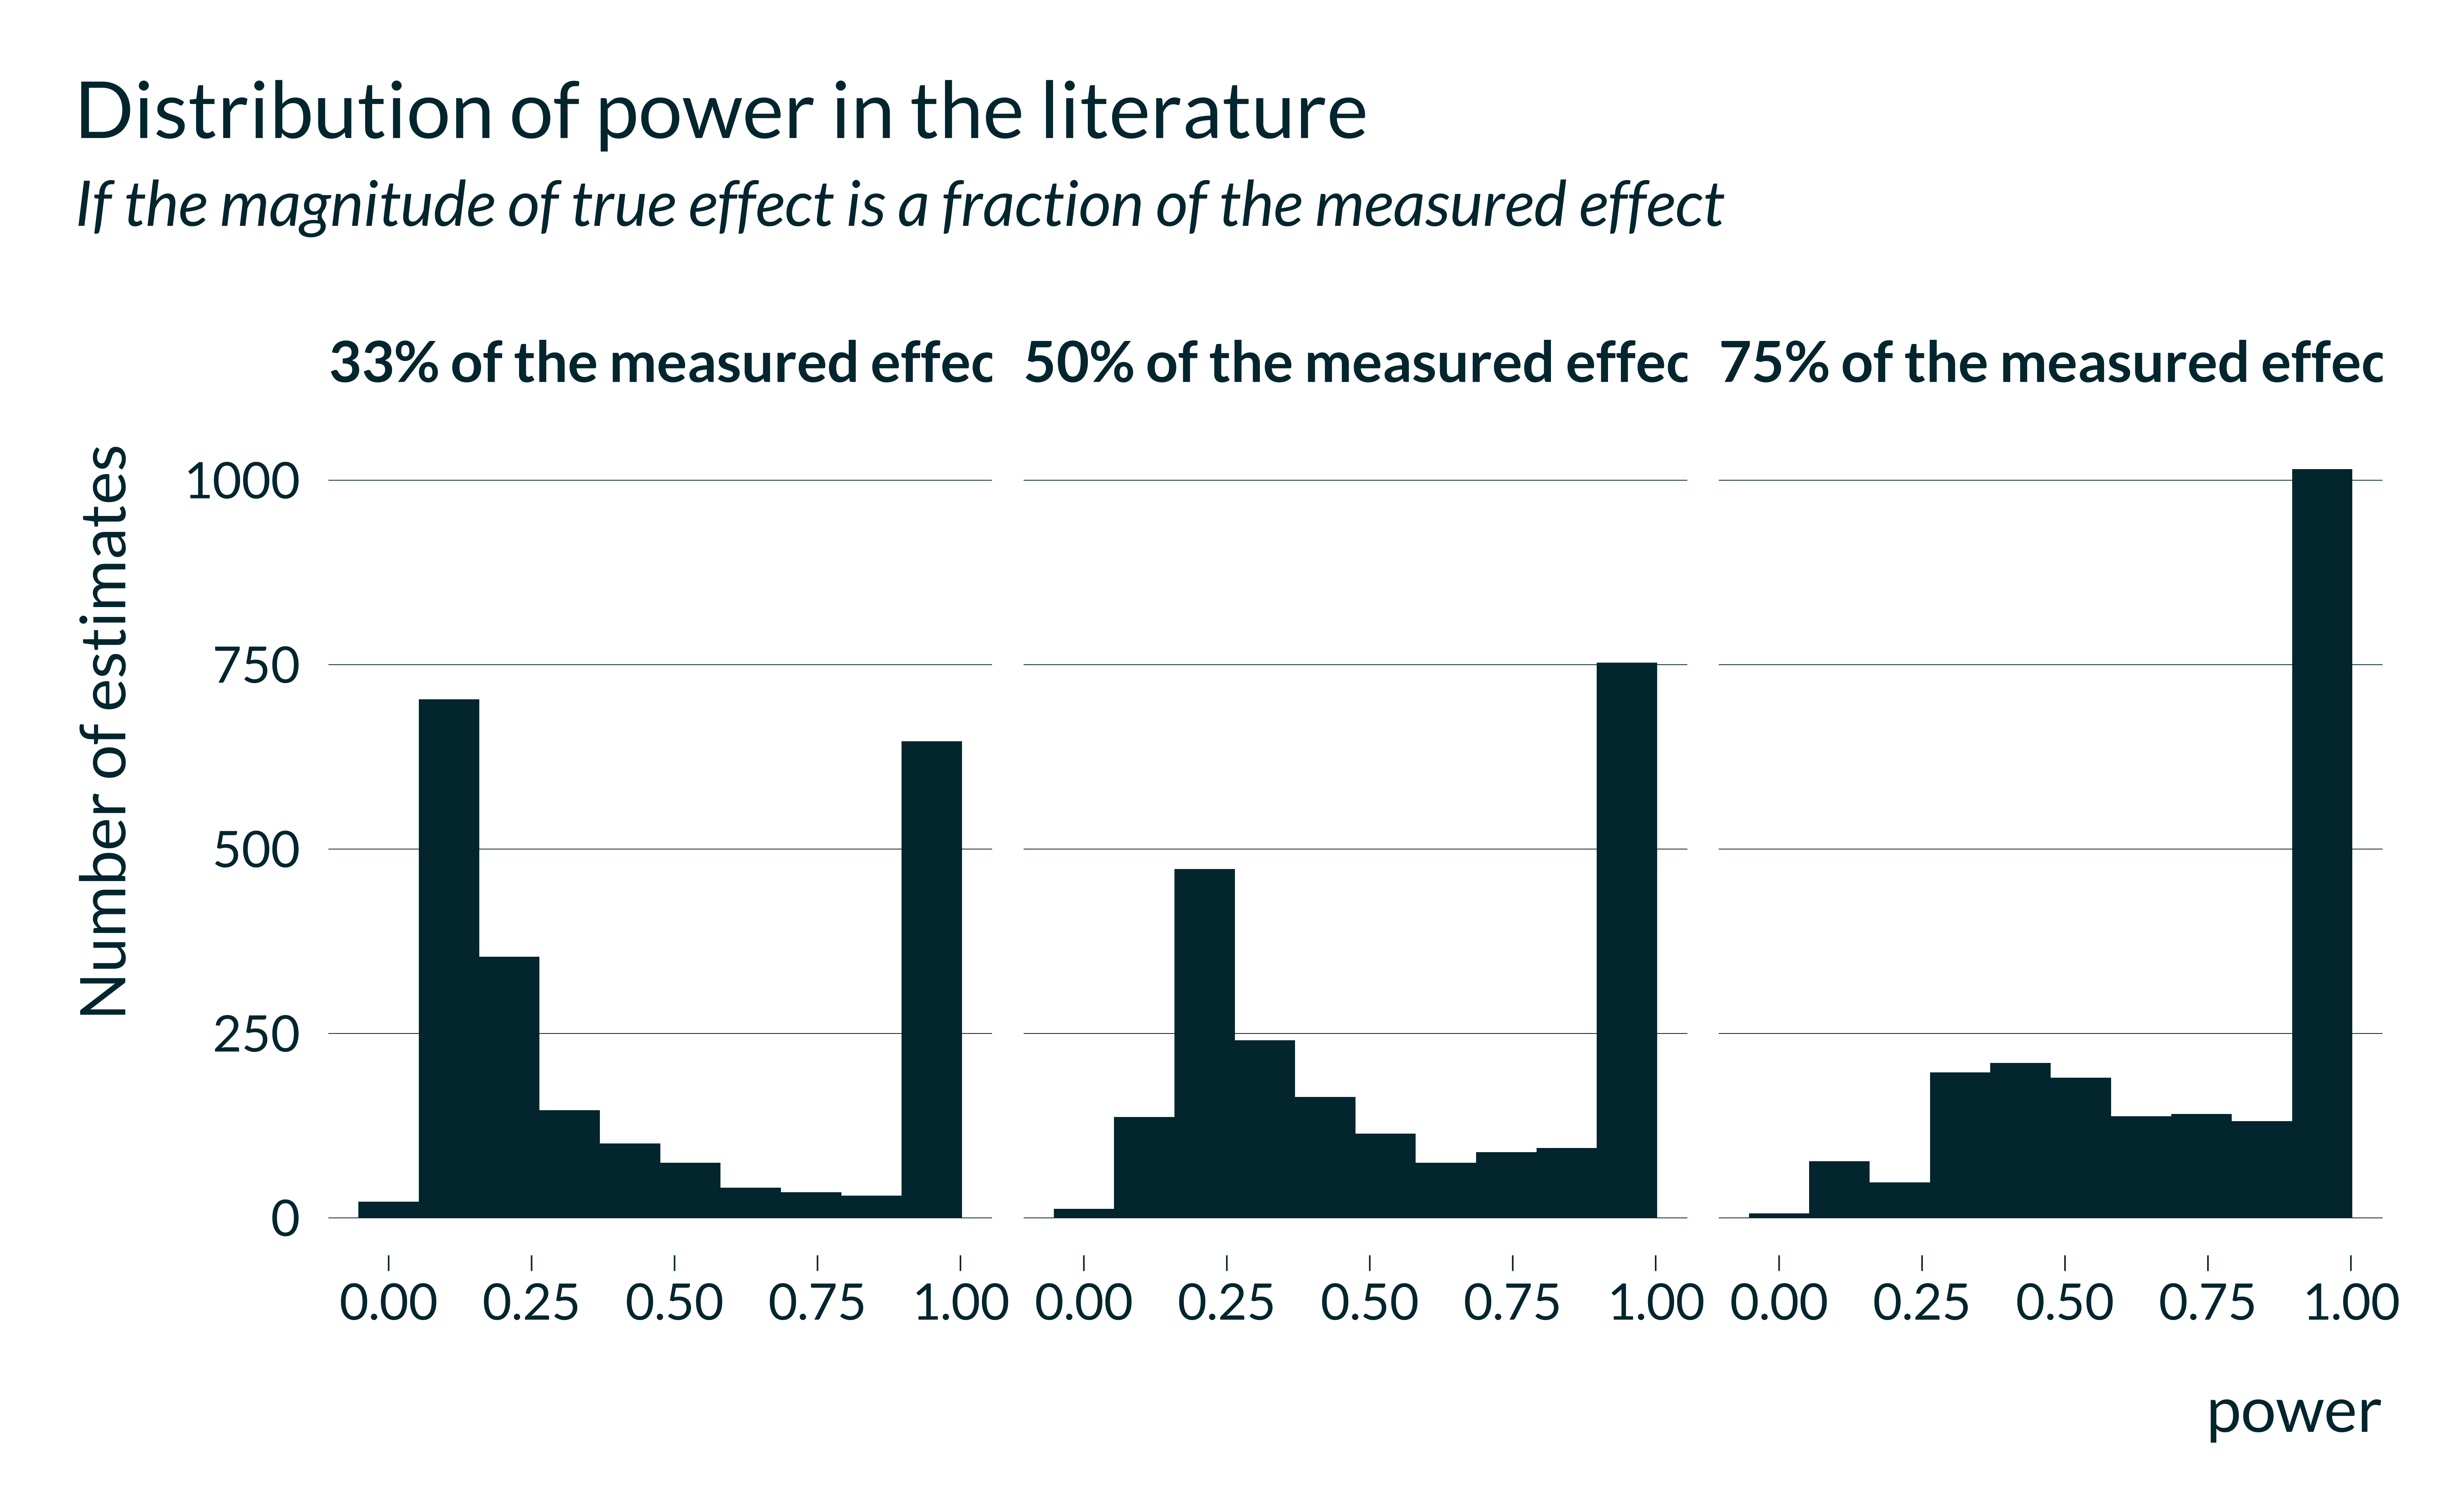 Distribution of power in the literature
If the magnitude of true effect is a fraction of the measured effect
33% of the measured effec 50% of the measured effec 75% of the measured effec
Number of estimates
1000
750
500
250
0
0.00 0.25 0.50 0.75 1.00 0.00 0.25 0.50 0.75 1.00 0.00 0.25 0.50 0.75 1.00
power